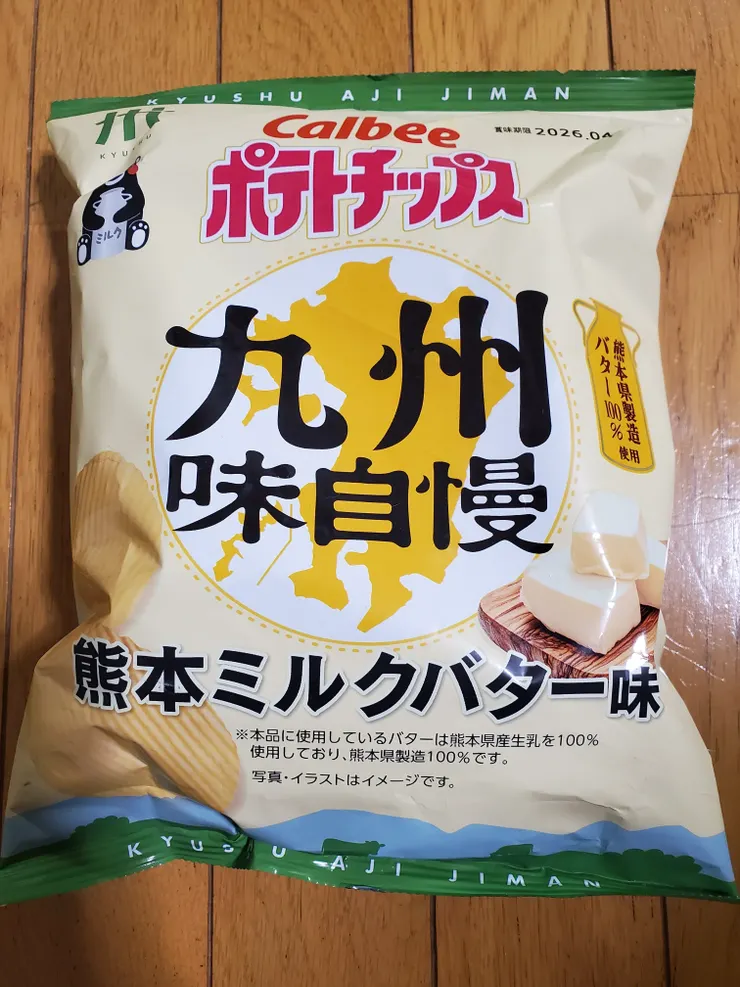 KYUSHU AJI JIMAN
Calbee
賞味期限 2026.04
ポテトチップス
ミルク
九州
味自慢
熊本県製造
バター100%
使用
熊本ミルクバター味
※本品に使用しているバターは熊本県産生乳を100%
使用しており、熊本県製造100%です。
写真・イラストはイメージです。
KYUSHU AJI JIMAN